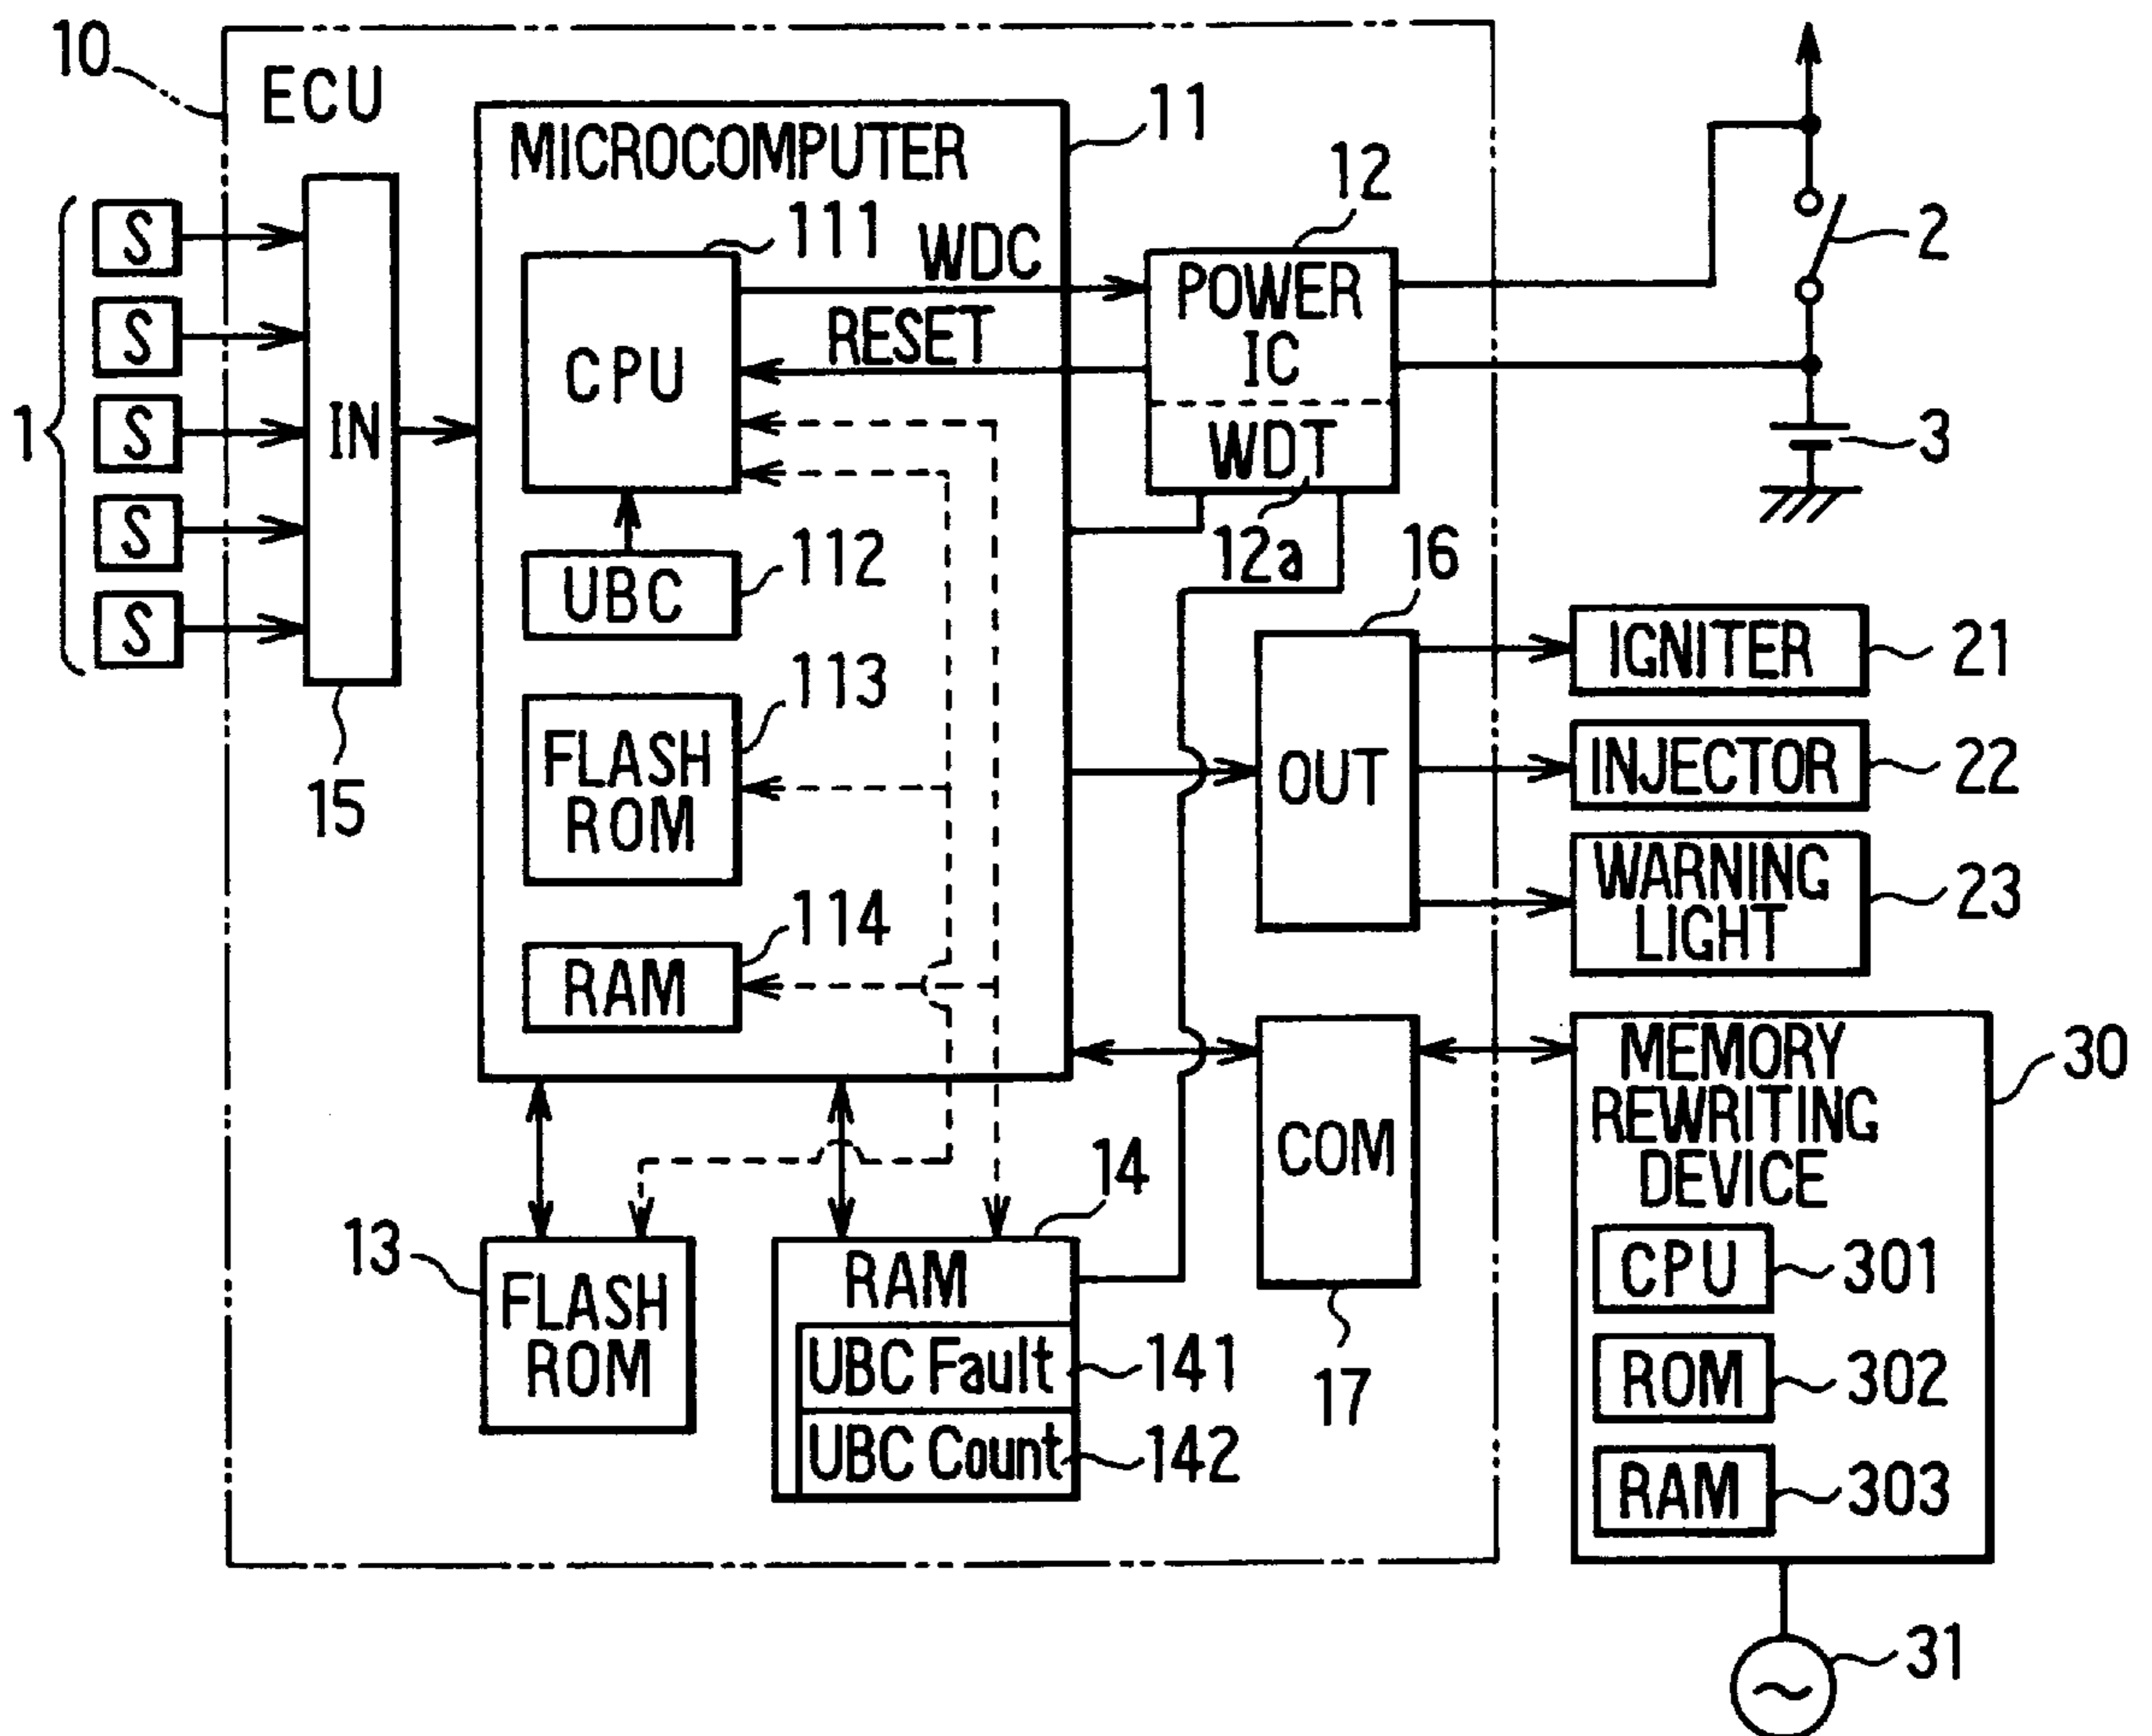 10
ECU
MICROCOMPUTER
11
12
111
WDC
RESET
CPU
POWER
IC
WDT
12a
2
3
1
S
S
S
S
S
IN
15
UBC
112
113
FLASH
ROM
114
RAM
16
OUT
IGNITER
21
INJECTOR
22
WARNING
LIGHT
23
COM
17
MEMORY
REWRITING
DEVICE
30
CPU
301
ROM
302
RAM
303
31
13
FLASH
ROM
14
RAM
UBC Fault
141
UBC Count
142